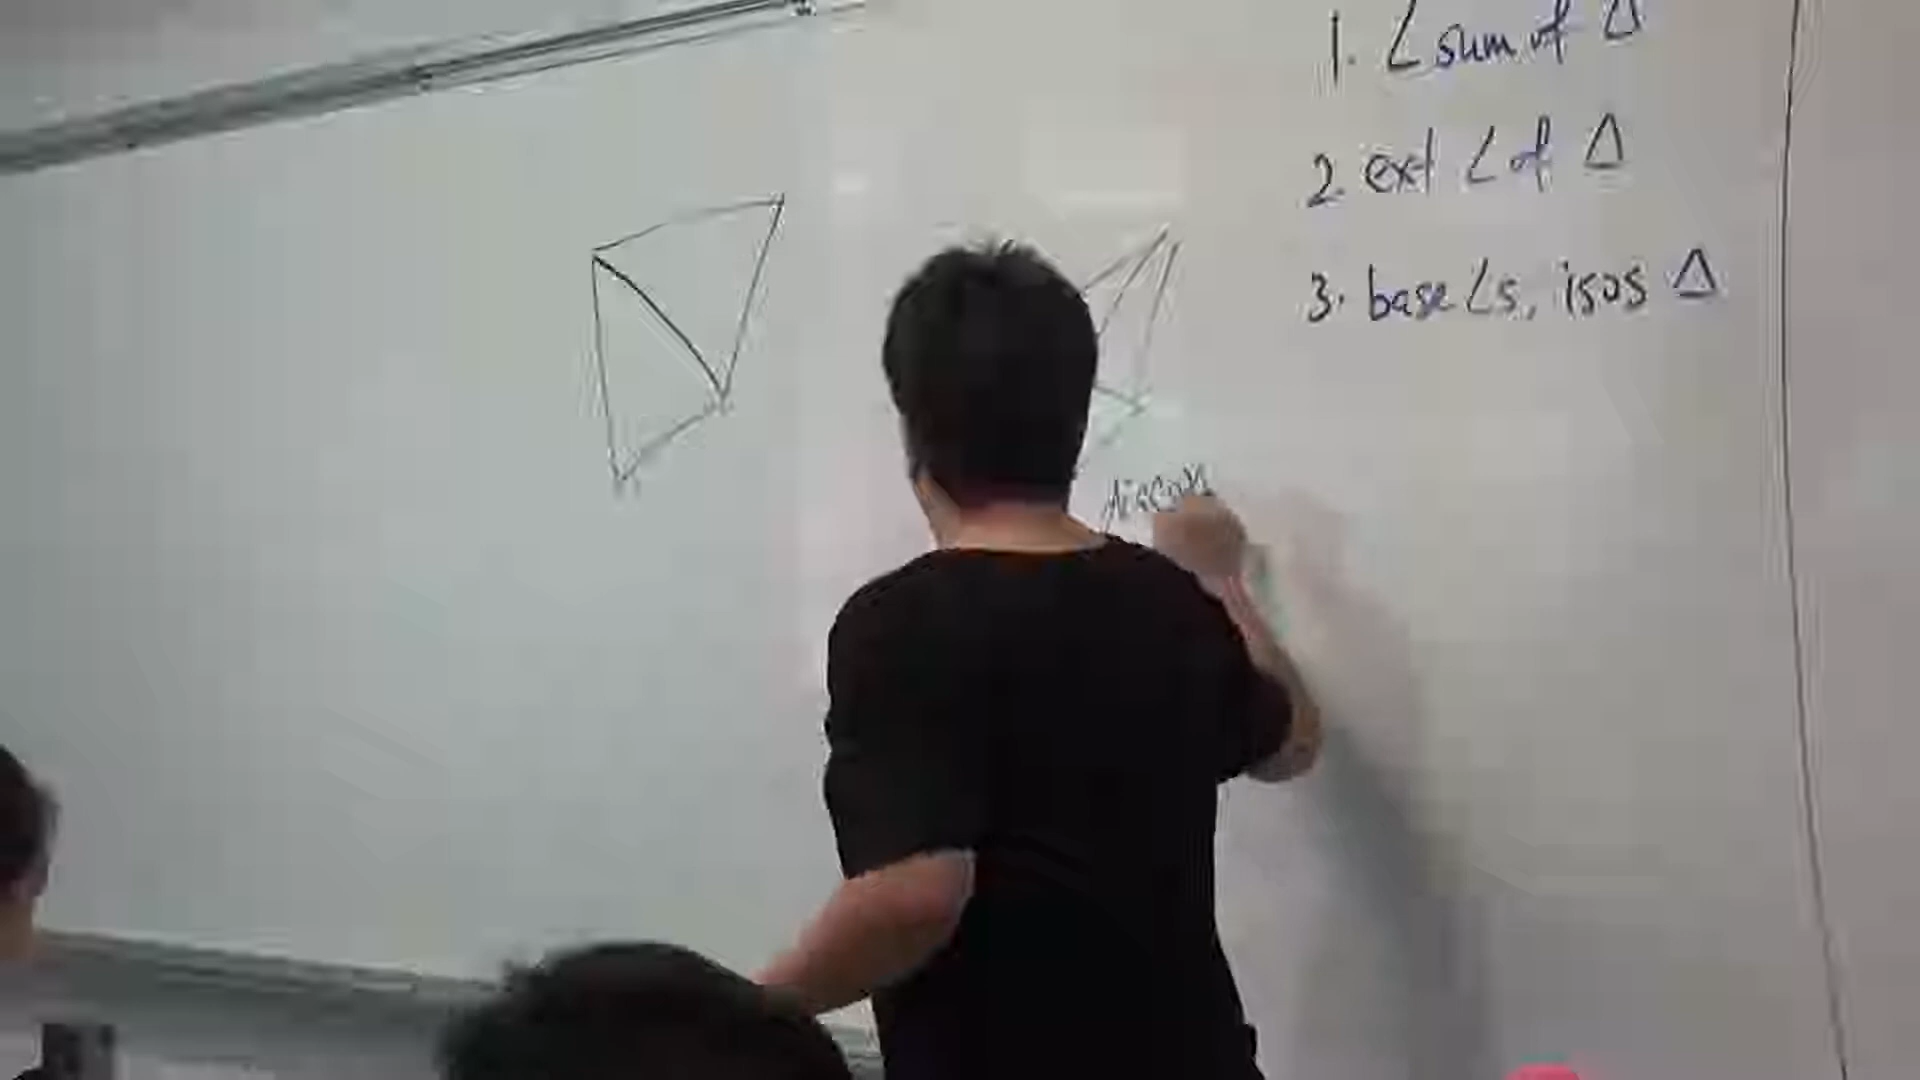 1. ∠ sum of Δ
2. ext ∠ of Δ
3. base ∠s, isos Δ